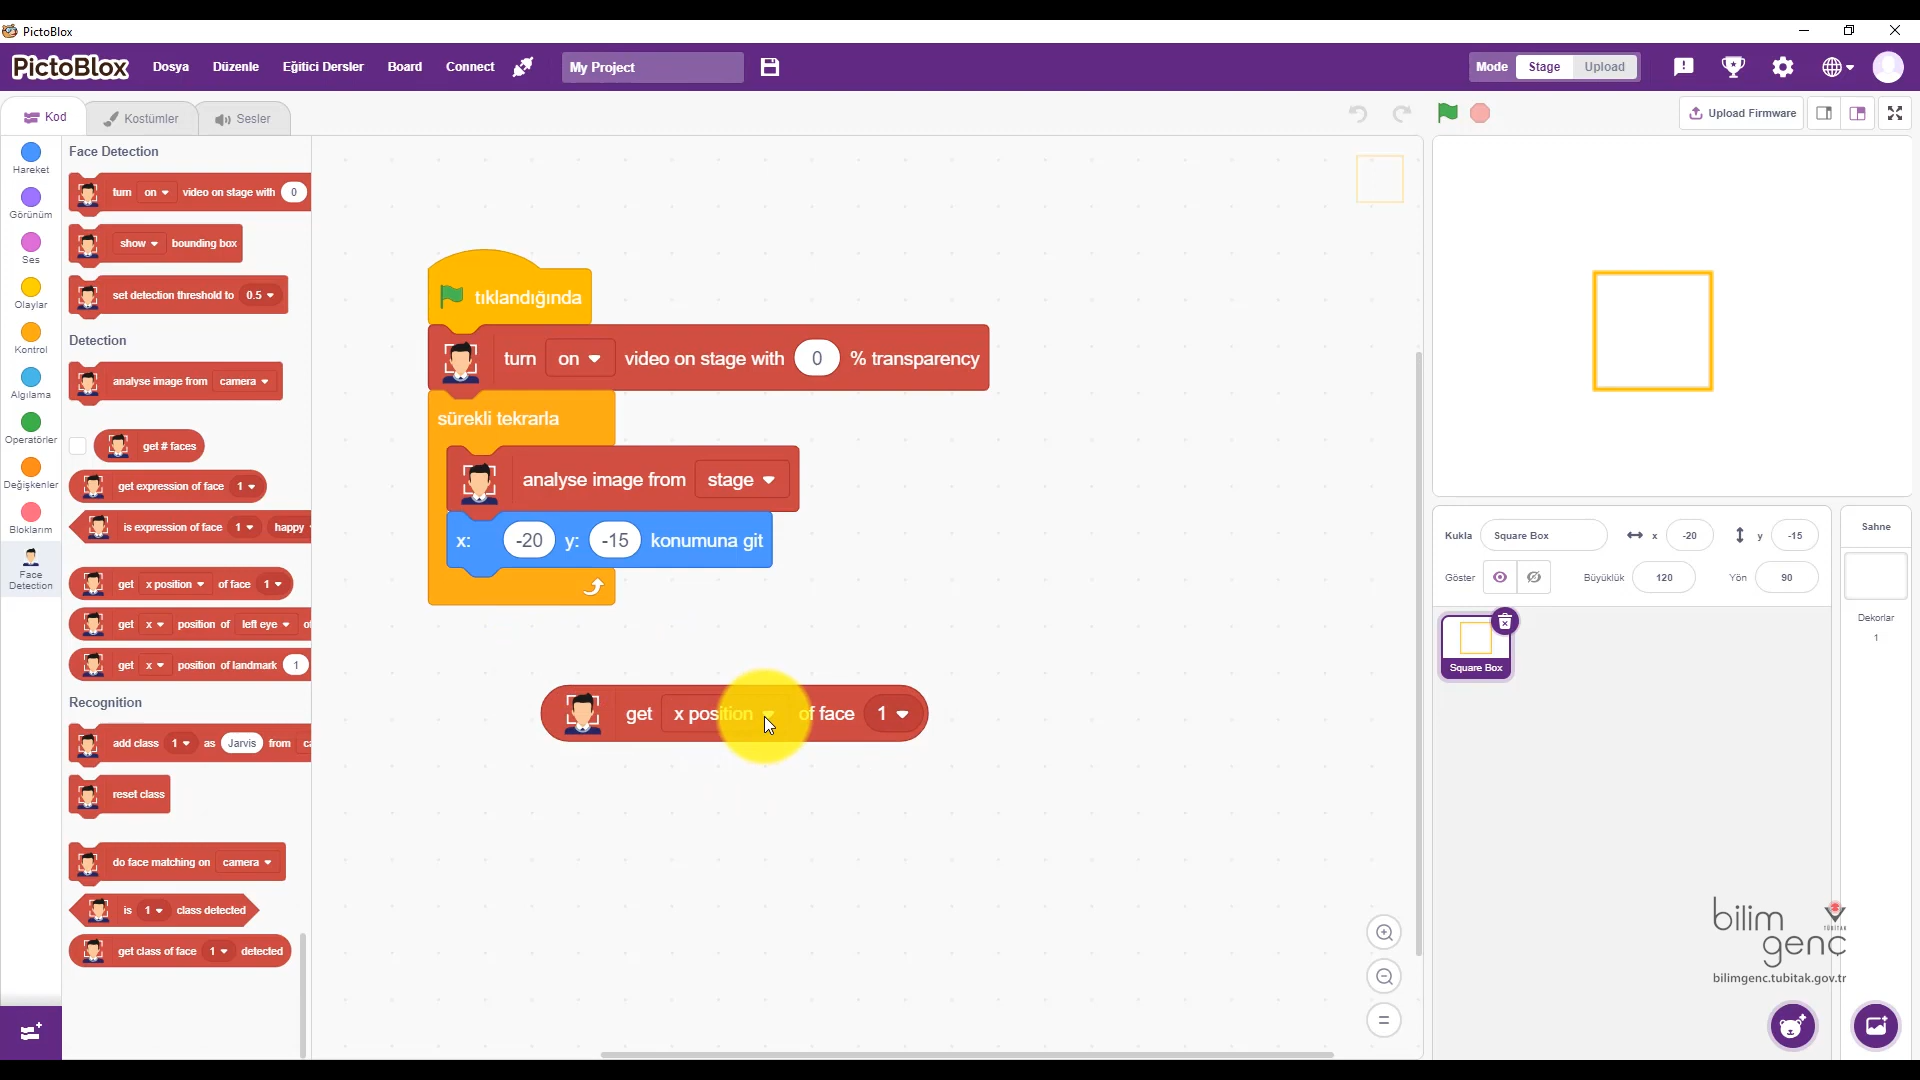 PictoBlox
PictoBlox Dosya Düzenle Eğitici Dersler Board Connect My Project Mode Stage Upload
Kod Kostümler Sesler Upload Firmware
Hareket
Görünüm
Ses
Olaylar
Kontrol
Algılama
Operatörler
Değişkenler
Bloklarım
Face
Detection
Face Detection
turn on video on stage with 0
show bounding box
set detection threshold to 0.5
Detection
analyse image from camera
get # faces
get expression of face 1
is expression of face 1 happy
get x position of face 1
get x position of left eye
get x position of landmark 1
Recognition
add class 1 as Jarvis from
reset class
do face matching on camera
is 1 class detected
get class of face 1 detected
tıklandığında
turn on video on stage with 0 % transparency
sürekli tekrarla
analyse image from stage
x: -20 y: -15 konumuna git
get x position of face 1
Kukla Square Box x -20 y -15
Göster Büyüklük 120 Yön 90
Square Box
Sahne
Dekorlar
1
bilim
genç
TÜBİTAK
bilimgenc.tubitak.gov.tr